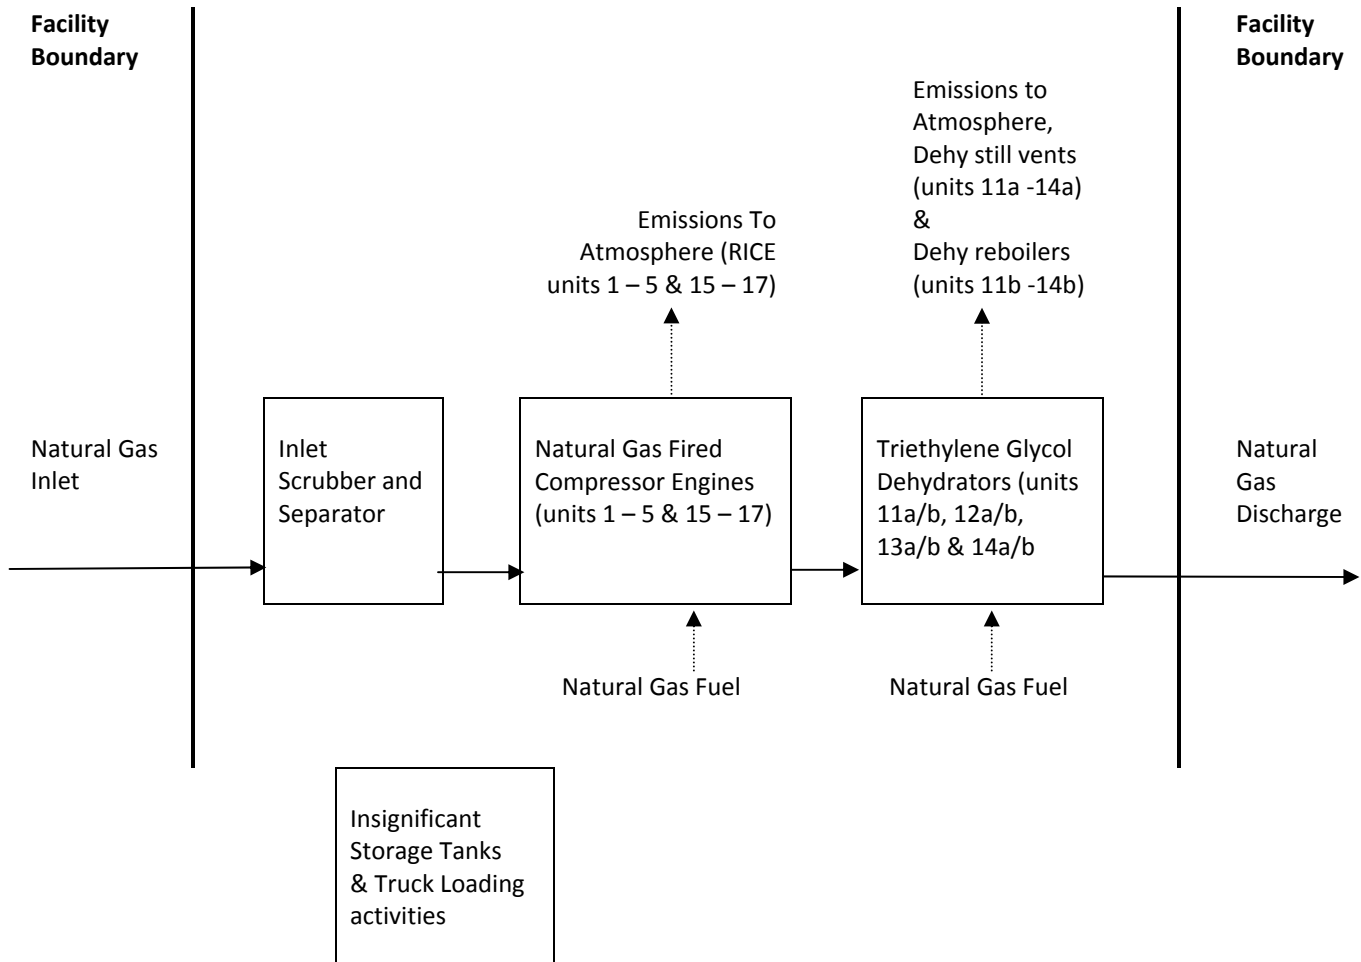 Facility
Boundary
Facility
Boundary
Emissions to
Atmosphere,
Dehy still vents
(units 11a -14a)
&
Dehy reboilers
(units 11b -14b)
Emissions To
Atmosphere (RICE
units 1 – 5 & 15 – 17)
Natural Gas
Inlet
Inlet
Scrubber and
Separator
Natural Gas Fired
Compressor Engines
(units 1 – 5 & 15 – 17)
Triethylene Glycol
Dehydrators (units
11a/b, 12a/b,
13a/b & 14a/b
Natural
Gas
Discharge
Natural Gas Fuel
Natural Gas Fuel
Insignificant
Storage Tanks
& Truck Loading
activities